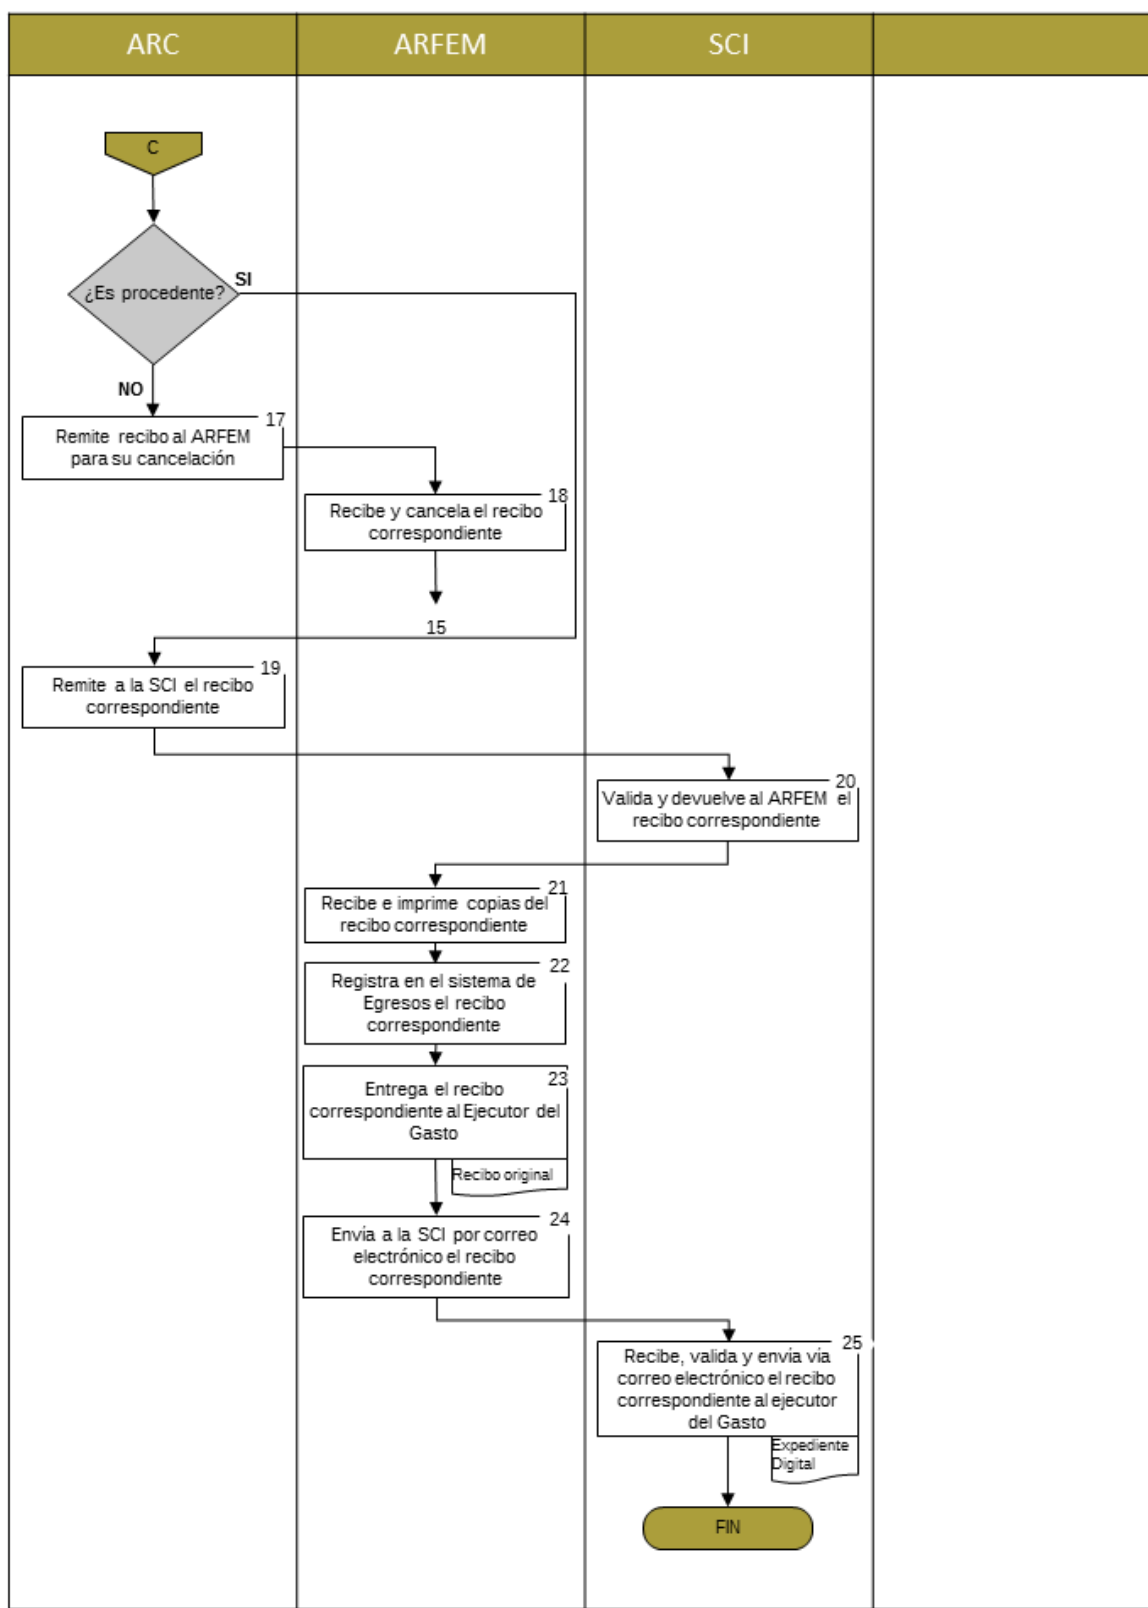 ARC
ARFEM
SCI
C
¿Es procedente?
SI
NO
17
Remite recibo al ARFEM
para su cancelación
18
Recibe y cancela el recibo
correspondiente
15
19
Remite a la SCI el recibo
correspondiente
20
Valida y devuelve al ARFEM el
recibo correspondiente
21
Recibe e imprime copias del
recibo correspondiente
22
Registra en el sistema de
Egresos el recibo
correspondiente
23
Entrega el recibo
correspondiente al Ejecutor del
Gasto
Recibo original
24
Envía a la SCI por correo
electrónico el recibo
correspondiente
25
Recibe, valida y envía vía
correo electrónico el recibo
correspondiente al ejecutor
del Gasto
Expediente
Digital
FIN